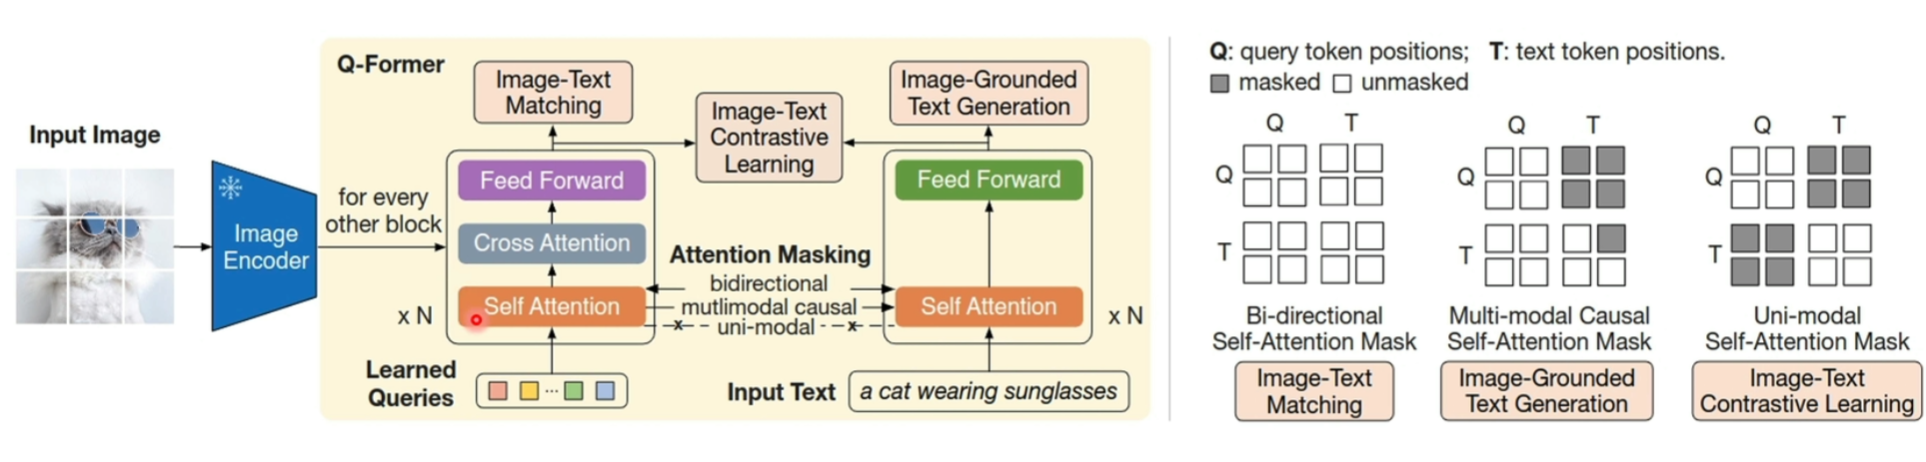 Input Image
Image
Encoder
for every
other block
Q-Former
Image-Text
Matching
Image-Text
Contrastive
Learning
Image-Grounded
Text Generation
Feed Forward
Cross Attention
Self Attention
x N
Learned
Queries
...
Attention Masking
bidirectional
mutlimodal causal
x - - uni-modal - - x
Feed Forward
Self Attention
x N
Input Text
a cat wearing sunglasses
Q: query token positions; T: text token positions.
masked unmasked
Q T
Q
T
Bi-directional
Self-Attention Mask
Image-Text
Matching
Q T
Q
T
Multi-modal Causal
Self-Attention Mask
Image-Grounded
Text Generation
Q T
Q
T
Uni-modal
Self-Attention Mask
Image-Text
Contrastive Learning